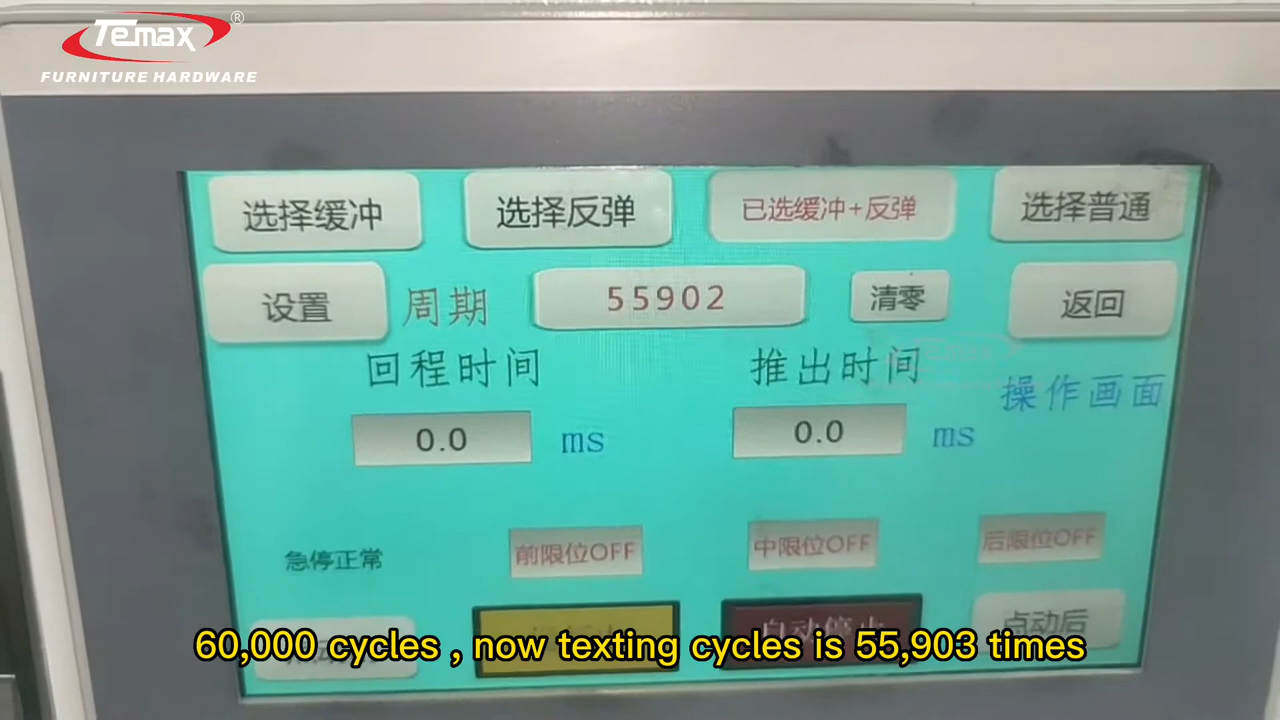 Temax®
FURNITURE HARDWARE
选择缓冲 选择反弹 已选缓冲+反弹 选择普通
设置 周期 55902 清零 返回
回程时间 推出时间
操作画面
0.0 ms 0.0 ms
急停正常 前限位OFF 中限位OFF 后限位OFF
自动停止 点动后
60,000 cycles , now texting cycles is 55,903 times